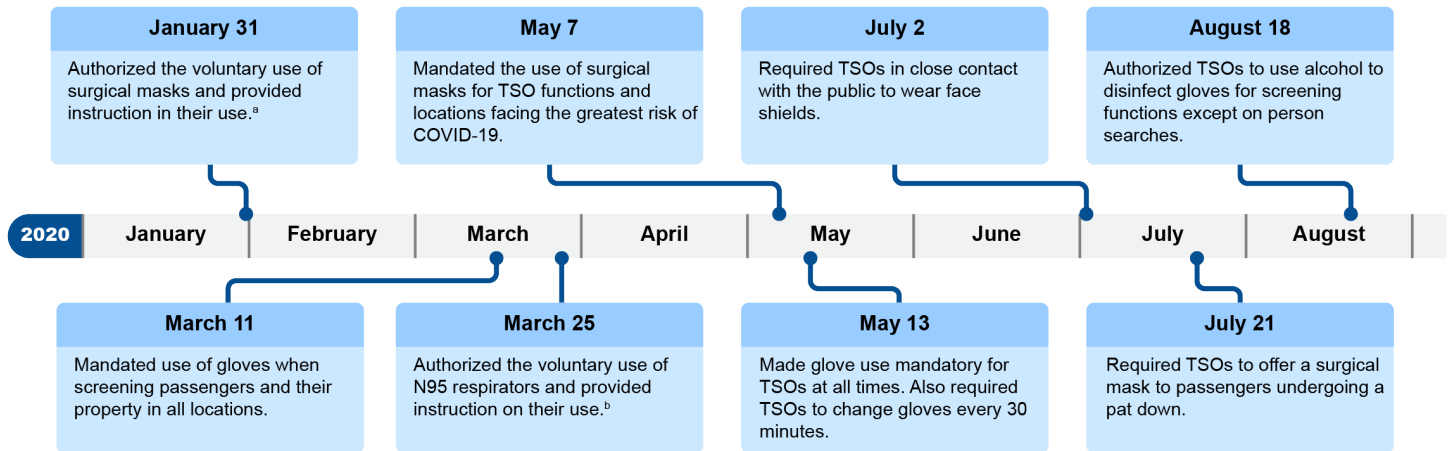 January 31
Authorized the voluntary use of
surgical masks and provided
instruction in their use.a
May 7
Mandated the use of surgical
masks for TSO functions and
locations facing the greatest risk of
COVID-19.
July 2
Required TSOs in close contact
with the public to wear face
shields.
August 18
Authorized TSOs to use alcohol to
disinfect gloves for screening
functions except on person
searches.
2020 January February March April May June July August
March 11
Mandated use of gloves when
screening passengers and their
property in all locations.
March 25
Authorized the voluntary use of
N95 respirators and provided
instruction on their use.b
May 13
Made glove use mandatory for
TSOs at all times. Also required
TSOs to change gloves every 30
minutes.
July 21
Required TSOs to offer a surgical
mask to passengers undergoing a
pat down.